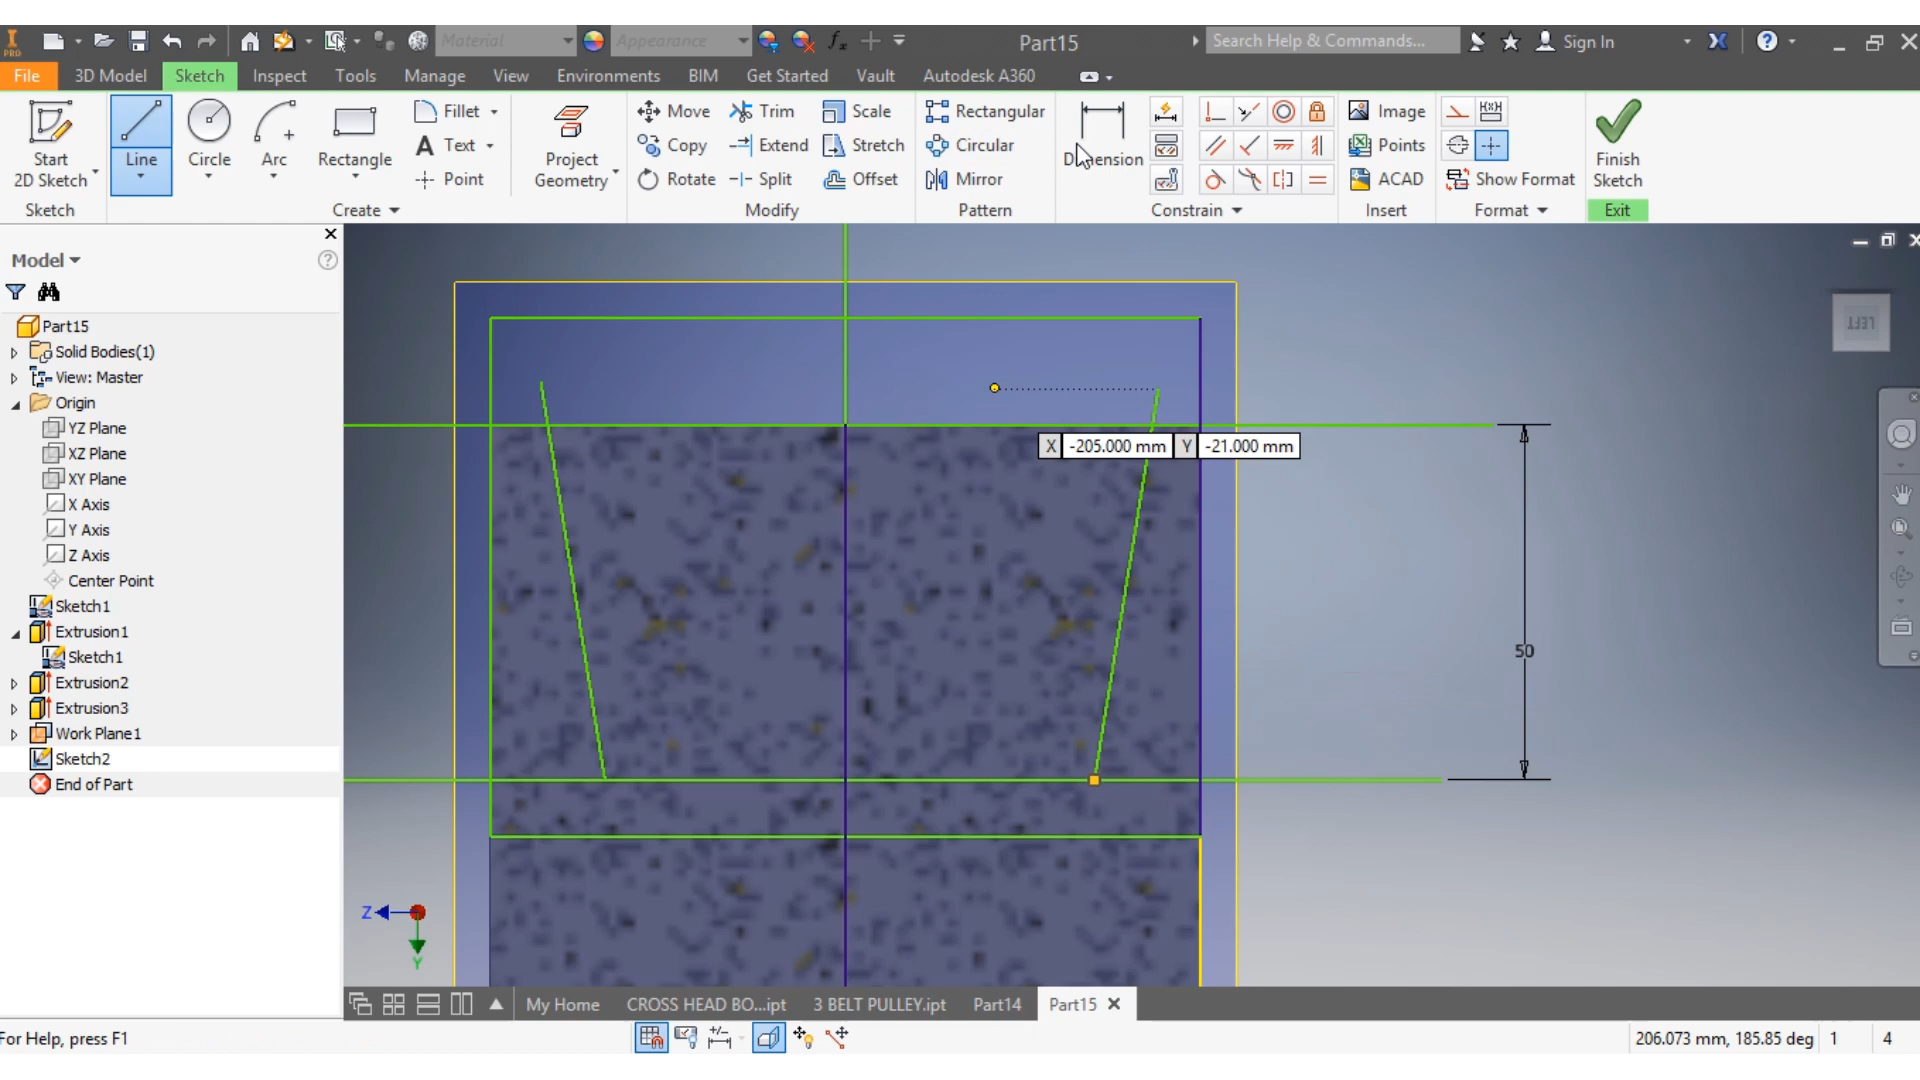 PRO
Material
Appearance
Part15
Search Help & Commands...
Sign In
File
3D Model
Sketch
Inspect
Tools
Manage
View
Environments
BIM
Get Started
Vault
Autodesk A360
Start
2D Sketch
Line
Circle
Arc
Rectangle
Fillet
Text
Point
Project
Geometry
Move
Copy
Rotate
Trim
Extend
Split
Scale
Stretch
Offset
Rectangular
Circular
Mirror
Dimension
Image
Points
ACAD
Show Format
Finish
Sketch
Sketch
Create
Modify
Pattern
Constrain
Insert
Format
Exit
Model
Part15
Solid Bodies(1)
View: Master
Origin
YZ Plane
XZ Plane
XY Plane
X Axis
Y Axis
Z Axis
Center Point
Sketch1
Extrusion1
Sketch1
Extrusion2
Extrusion3
Work Plane1
Sketch2
End of Part
LEFT
X -205.000 mm Y -21.000 mm
50
Z
Y
My Home
CROSS HEAD BO...ipt
3 BELT PULLEY.ipt
Part14
Part15
For Help, press F1
206.073 mm, 185.85 deg 1 4